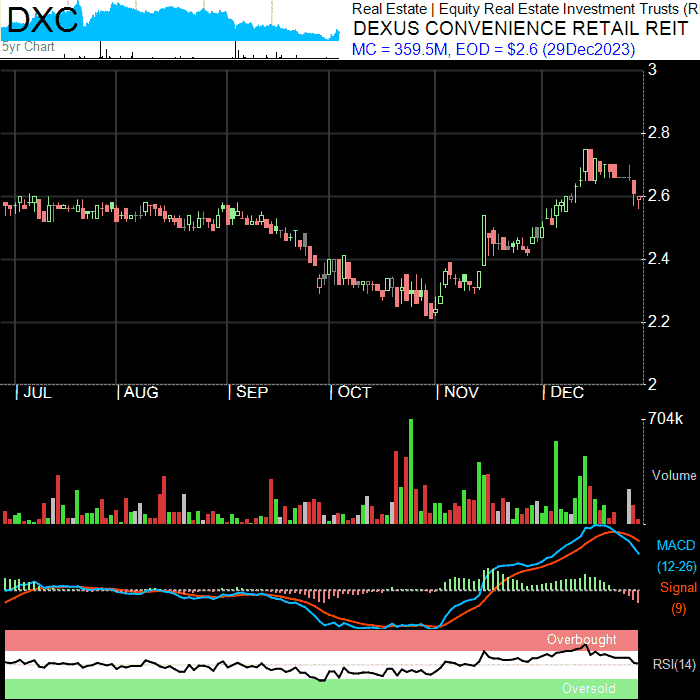 DXC
5yr Chart
Real Estate | Equity Real Estate Investment Trusts (R
DEXUS CONVENIENCE RETAIL REIT
MC = 359.5M, EOD = $2.6 (29Dec2023)
3
2.8
2.6
2.4
2.2
2
JUL AUG SEP OCT NOV DEC
704k
Volume
MACD
(12-26)
Signal
(9)
Overbought
RSI(14)
Oversold